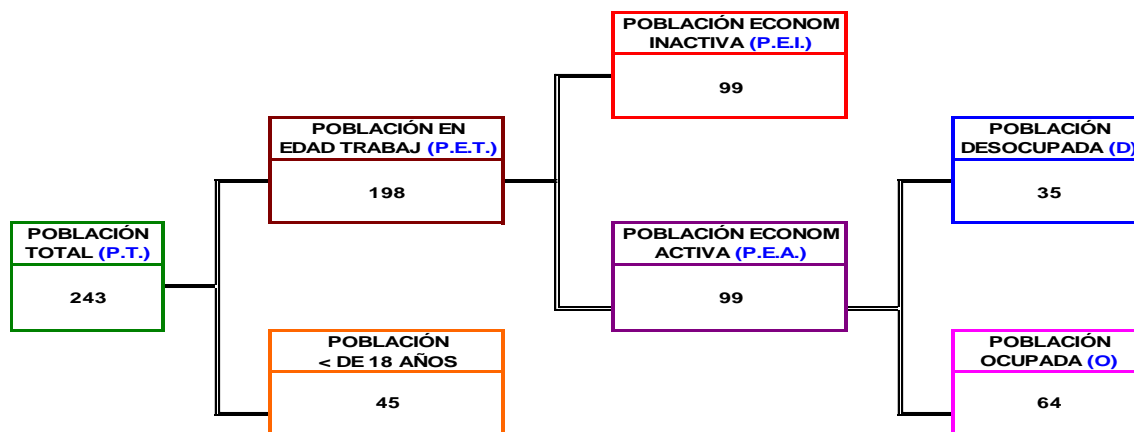 POBLACIÓN ECONOM
INACTIVA (P.E.I.)
99
POBLACIÓN EN
EDAD TRABAJ (P.E.T.)
198
POBLACIÓN
DESOCUPADA (D)
35
POBLACIÓN
TOTAL (P.T.)
243
POBLACIÓN ECONOM
ACTIVA (P.E.A.)
99
POBLACIÓN
< DE 18 AÑOS
45
POBLACIÓN
OCUPADA (O)
64